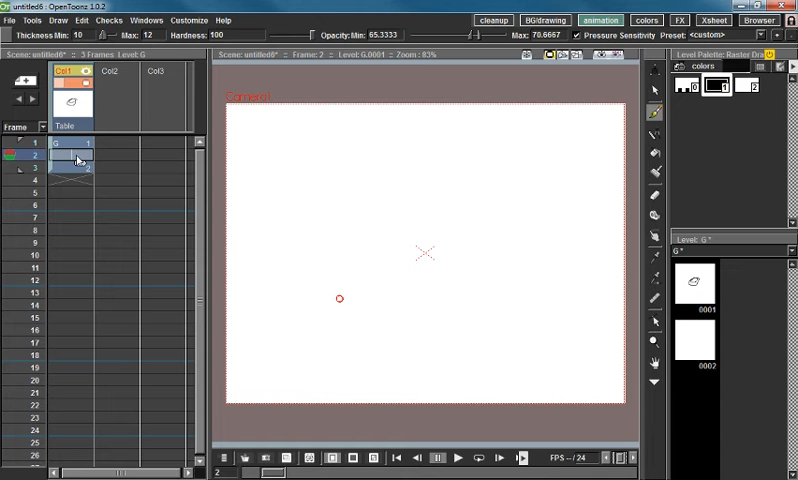 untitled6* : OpenToonz 1.0.2
File Draw Edit Checks Windows Customize Help
cleanup BG/drawing animation colors FX Xsheet Browser
Thickness Min: 10 Max: 12 Hardness: 100 Opacity: Min: 65.3333 Max: 70.6667 Pressure Sensitivity Preset: <custom>
Scene: untitled6* :: 3 Frames Level: G
Scene: untitled6* :: Frame: 2 :: Level: G.0001 :: Zoom : 83%
Level Palette: Raster Dra
colors
0 1 2
Col1 Col2 Col3
Table
Frame
Camera1
1 G 1
2
3 2
4
5
6
7
8
9
10
11
12
13
14
15
16
17
18
19
20
21
22
23
24
25
26
Level: G *
0001
0002
FPS -- / 24
2